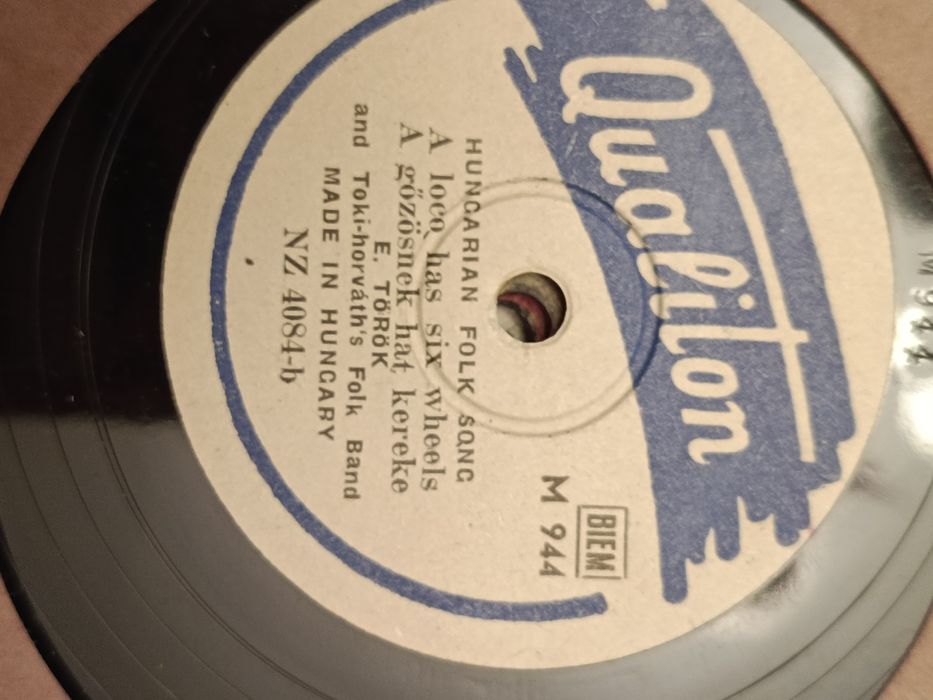 Qualiton
BIEM
M 944
HUNGARIAN FOLK SONG
A loco has six wheels
A gőzösnek hat kereke
E. TÖRÖK
and Toki-horváth's Folk Band
MADE IN HUNGARY
NZ 4084-b
M 944